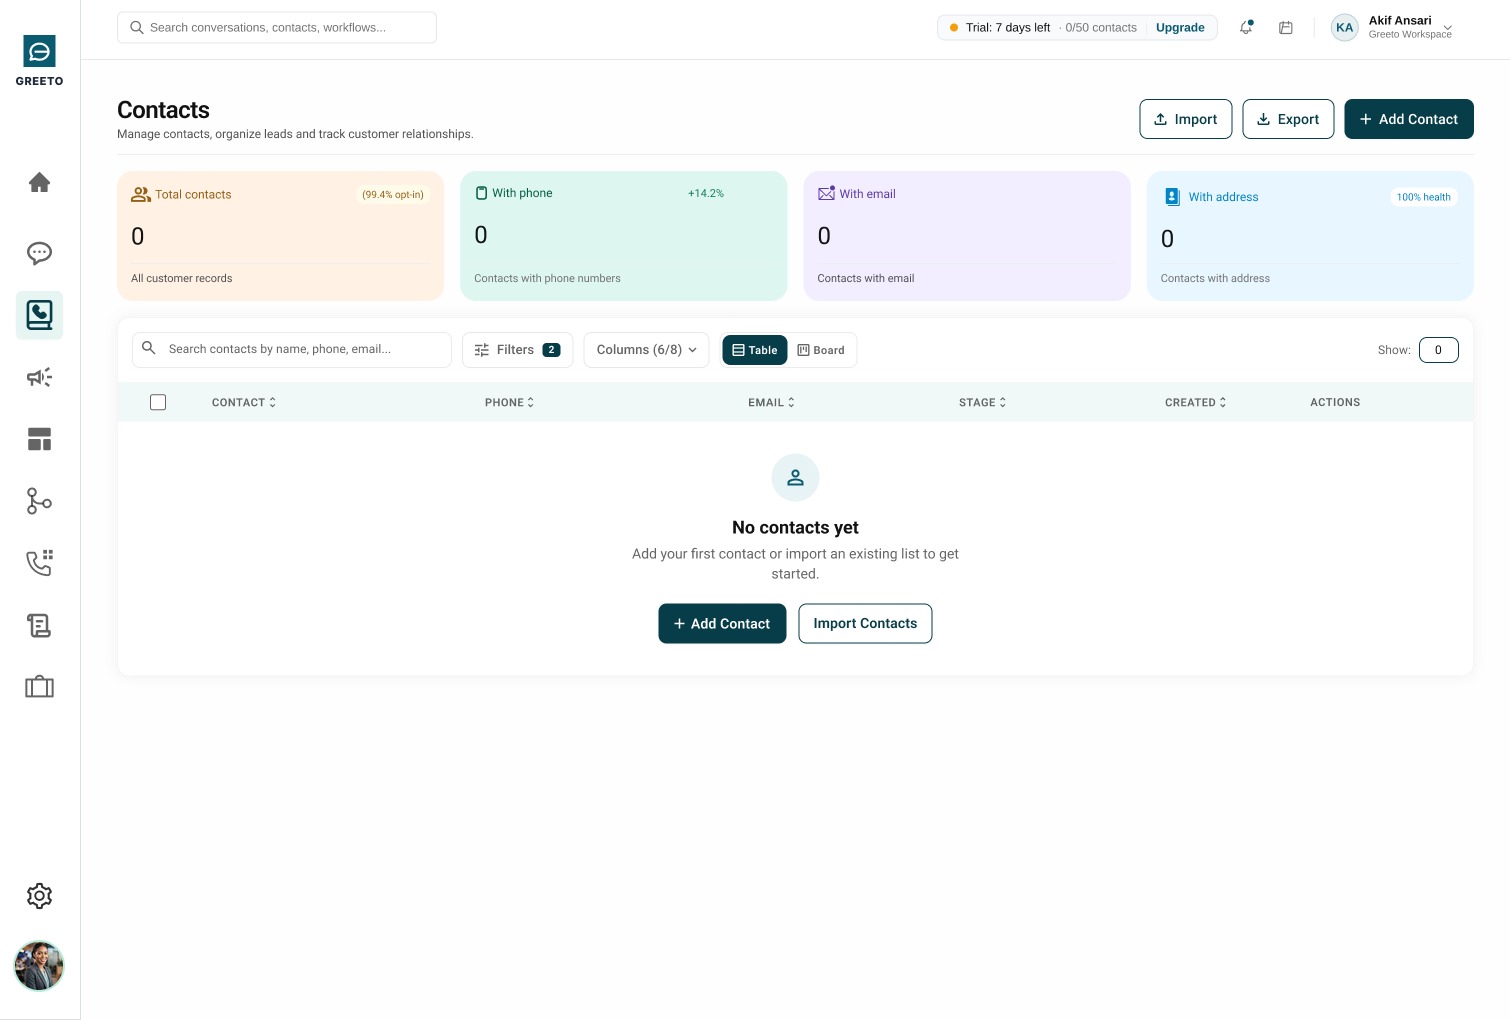 Search conversations, contacts, workflows...
Trial: 7 days left · 0/50 contacts Upgrade
KA
Akif Ansari
Greeto Workspace
GREETO
Contacts
Manage contacts, organize leads and track customer relationships.
Import
Export
+ Add Contact
Total contacts
(99.4% opt-in)
0
All customer records
With phone
+14.2%
0
Contacts with phone numbers
With email
0
Contacts with email
With address
100% health
0
Contacts with address
Search contacts by name, phone, email...
Filters 2
Columns (6/8)
Table
Board
Show: 0
CONTACT PHONE EMAIL STAGE CREATED ACTIONS
No contacts yet
Add your first contact or import an existing list to get
started.
+ Add Contact
Import Contacts